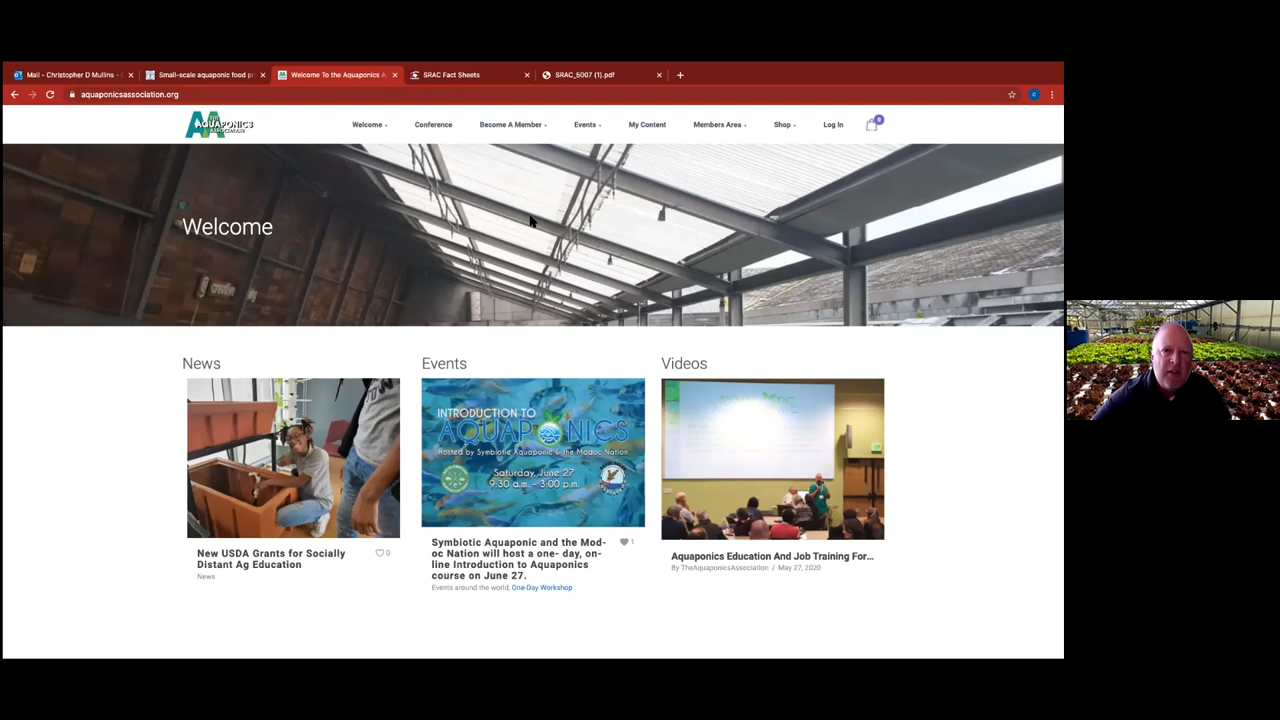 Mail - Christopher D Mullins -
Small-scale aquaponic food pr
Welcome To the Aquaponics A
SRAC Fact Sheets
SRAC_5007 (1).pdf
aquaponicsassociation.org
THE
AQUAPONICS
ASSOCIATION
Welcome
Conference
Become A Member
Events
My Content
Members Area
Shop
Log In
0
Welcome
News
Events
Videos
INTRODUCTION TO
AQUAPONICS
Hosted by Symbiotic Aquaponic & the Modoc Nation
Saturday, June 27
9:30 a.m. - 3:00 p.m.
New USDA Grants for Socially
Distant Ag Education
0
News
Symbiotic Aquaponic and the Mod-
oc Nation will host a one- day, on-
line Introduction to Aquaponics
course on June 27.
1
Events around the world, One-Day Workshop
Aquaponics Education And Job Training For...
By TheAquaponicsAssociation / May 27, 2020